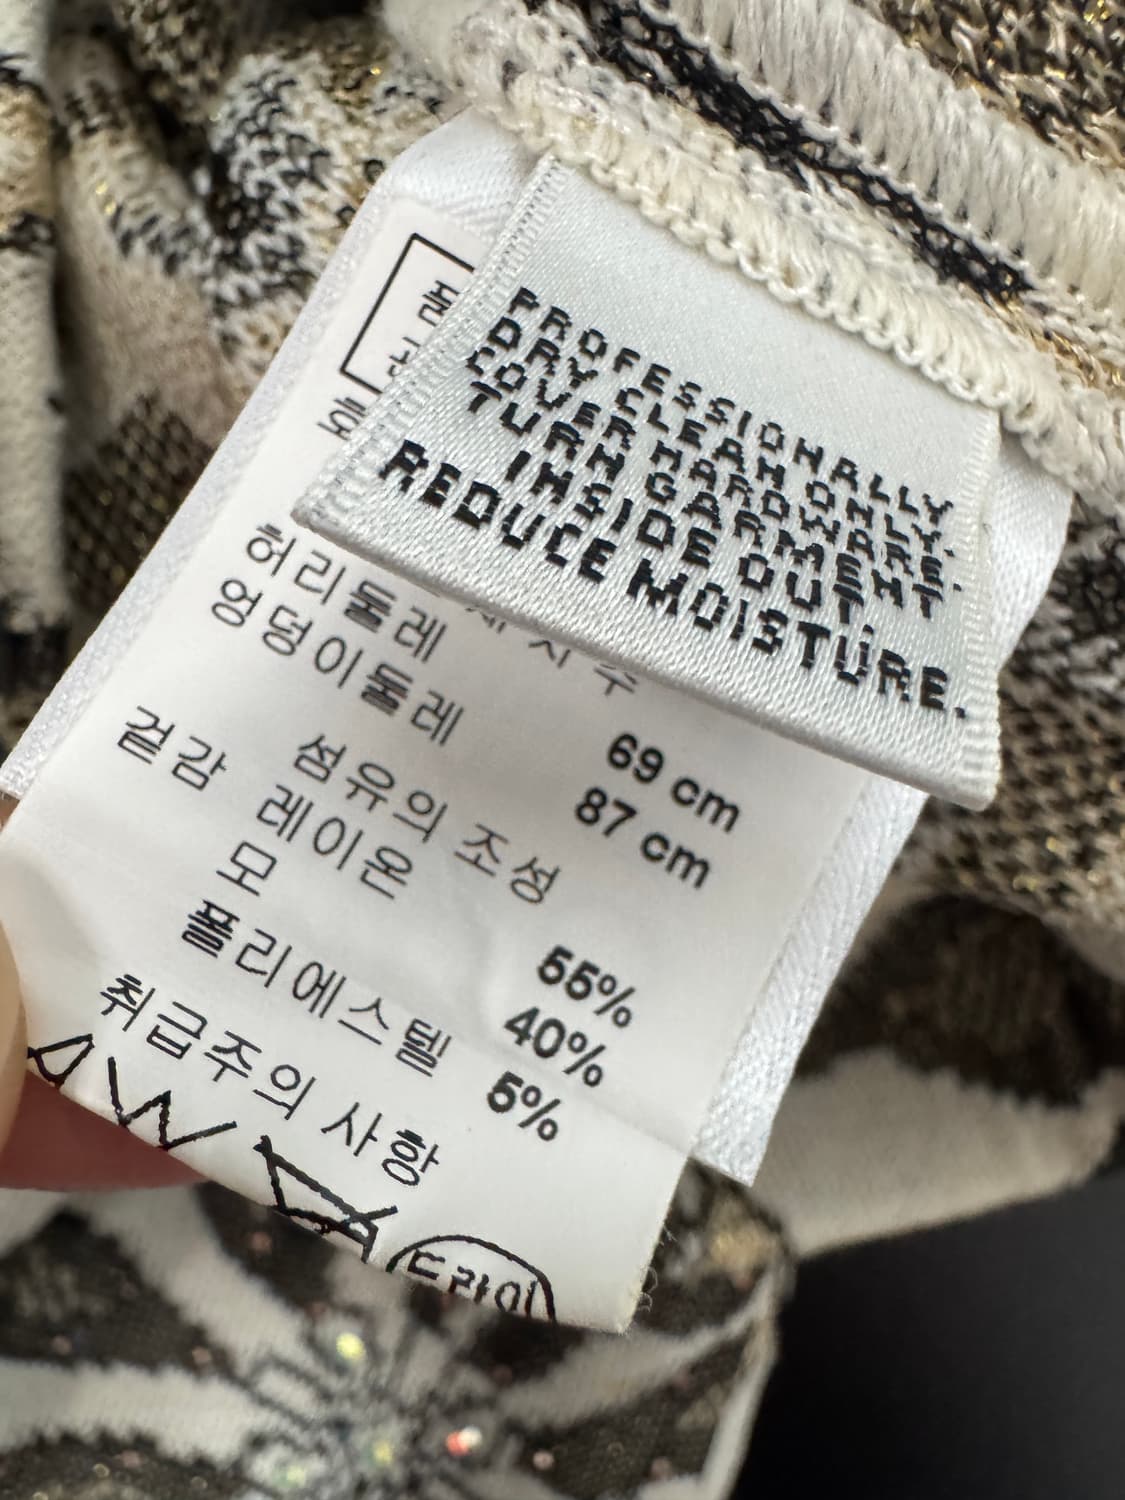 PROFESSIONALLY
DRY CLEAN ONLY.
COVER HARDWARE.
TURN GARMENT
INSIDE OUT.
REDUCE MOISTURE.
허리둘레 69 cm
엉덩이둘레 87 cm
섬유의 조성
겉감
레이온 55%
모 40%
폴리에스텔 5%
취급주의 사항
드라이